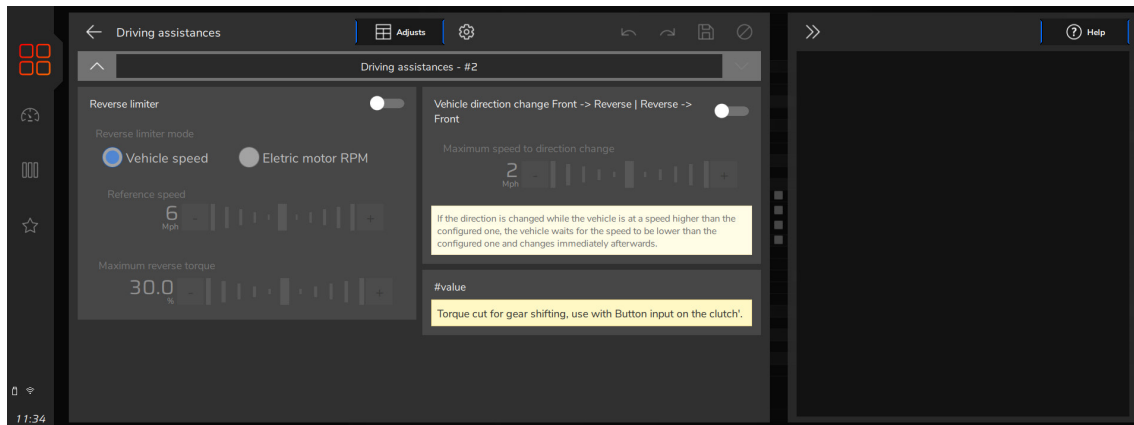 Driving assistances
Adjusts
Help
Driving assistances - #2
Reverse limiter
Reverse limiter mode
Vehicle speed
Eletric motor RPM
Reference speed
6
Mph
-
+
Maximum reverse torque
30.0
%
-
+
Vehicle direction change Front -> Reverse | Reverse ->
Front
Maximum speed to direction change
2
Mph
-
+
If the direction is changed while the vehicle is at a speed higher than the
configured one, the vehicle waits for the speed to be lower than the
configured one and changes immediately afterwards.
#value
Torque cut for gear shifting, use with Button input on the clutch'.
11:34